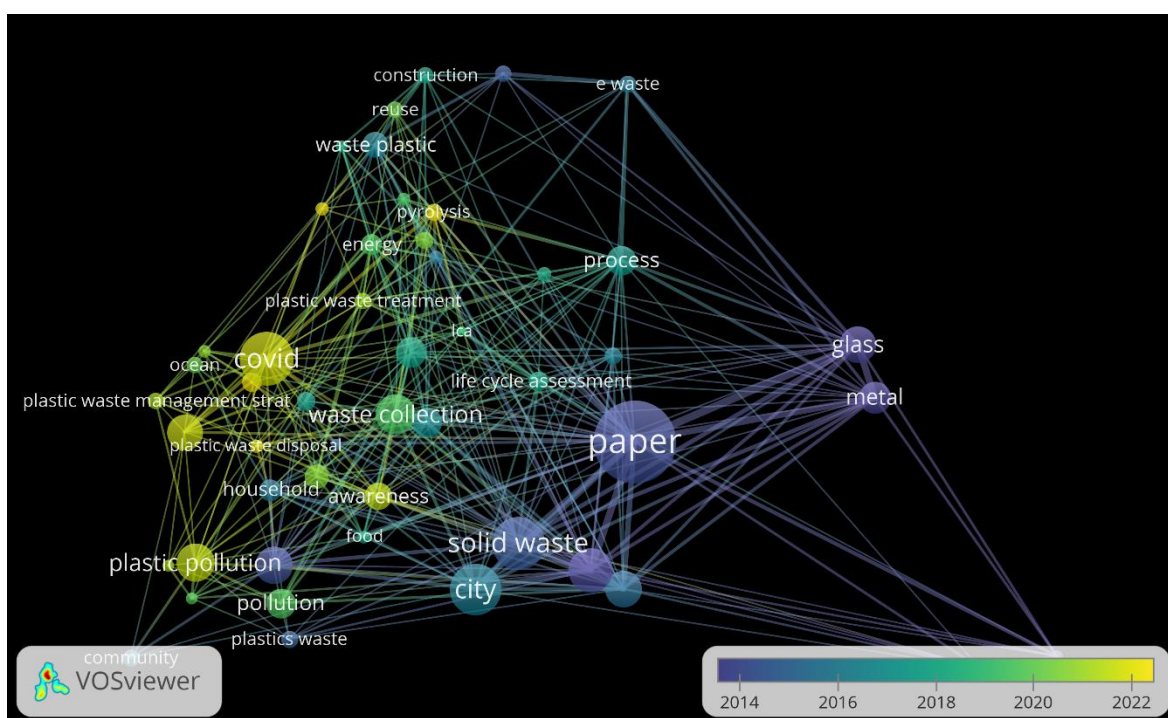 construction
e waste
reuse
waste plastic
pyrolysis
energy
process
plastic waste treatment
lca
glass
covid
ocean
life cycle assessment
metal
plastic waste management strat
waste collection
paper
plastic waste disposal
household
awareness
food
solid waste
plastic pollution
city
pollution
plastics waste
community
VOSviewer
2014 2016 2018 2020 2022